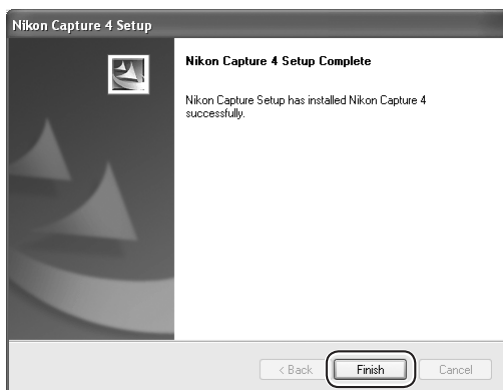 Nikon Capture 4 Setup
Nikon Capture 4 Setup Complete
Nikon Capture Setup has installed Nikon Capture 4
successfully.
< Back Finish Cancel